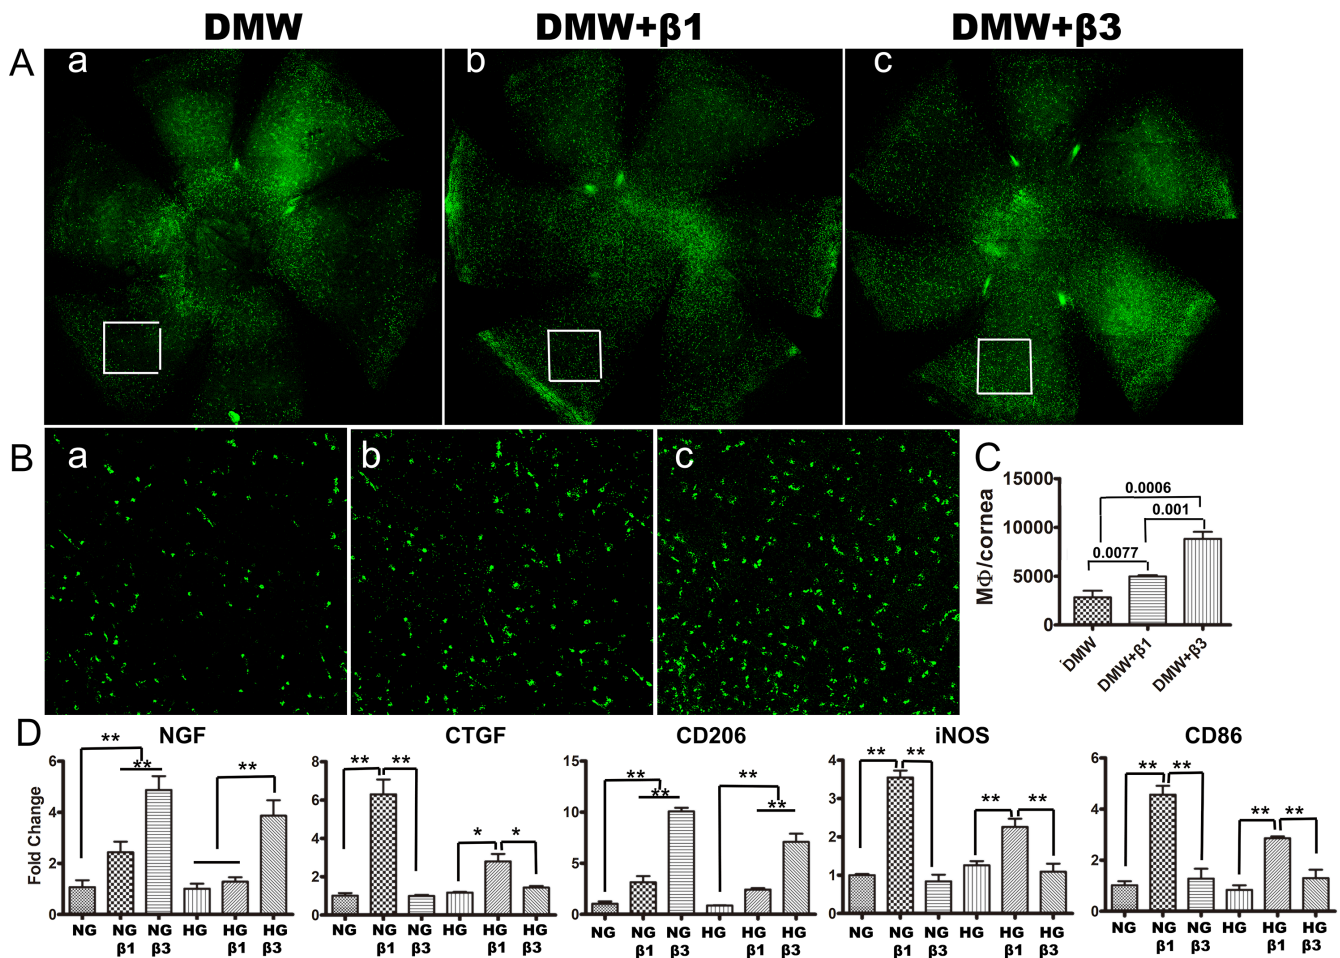 DMW DMW+β1 DMW+β3
A a b c
B a b c
C
15000
10000
5000
0
MΦ/cornea
0.0006
0.001
0.0077
DMW DMW+β1 DMW+β3
D
NGF
Fold Change
6
4
2
0
** ** **
NG NG β1 NG β3 HG HG β1 HG β3
CTGF
8
6
4
2
0
** ** * *
NG NG β1 NG β3 HG HG β1 HG β3
CD206
15
10
5
0
** ** ** **
NG NG β1 NG β3 HG HG β1 HG β3
iNOS
4
3
2
1
0
** ** ** **
NG NG β1 NG β3 HG HG β1 HG β3
CD86
6
4
2
0
** ** ** **
NG NG β1 NG β3 HG HG β1 HG β3